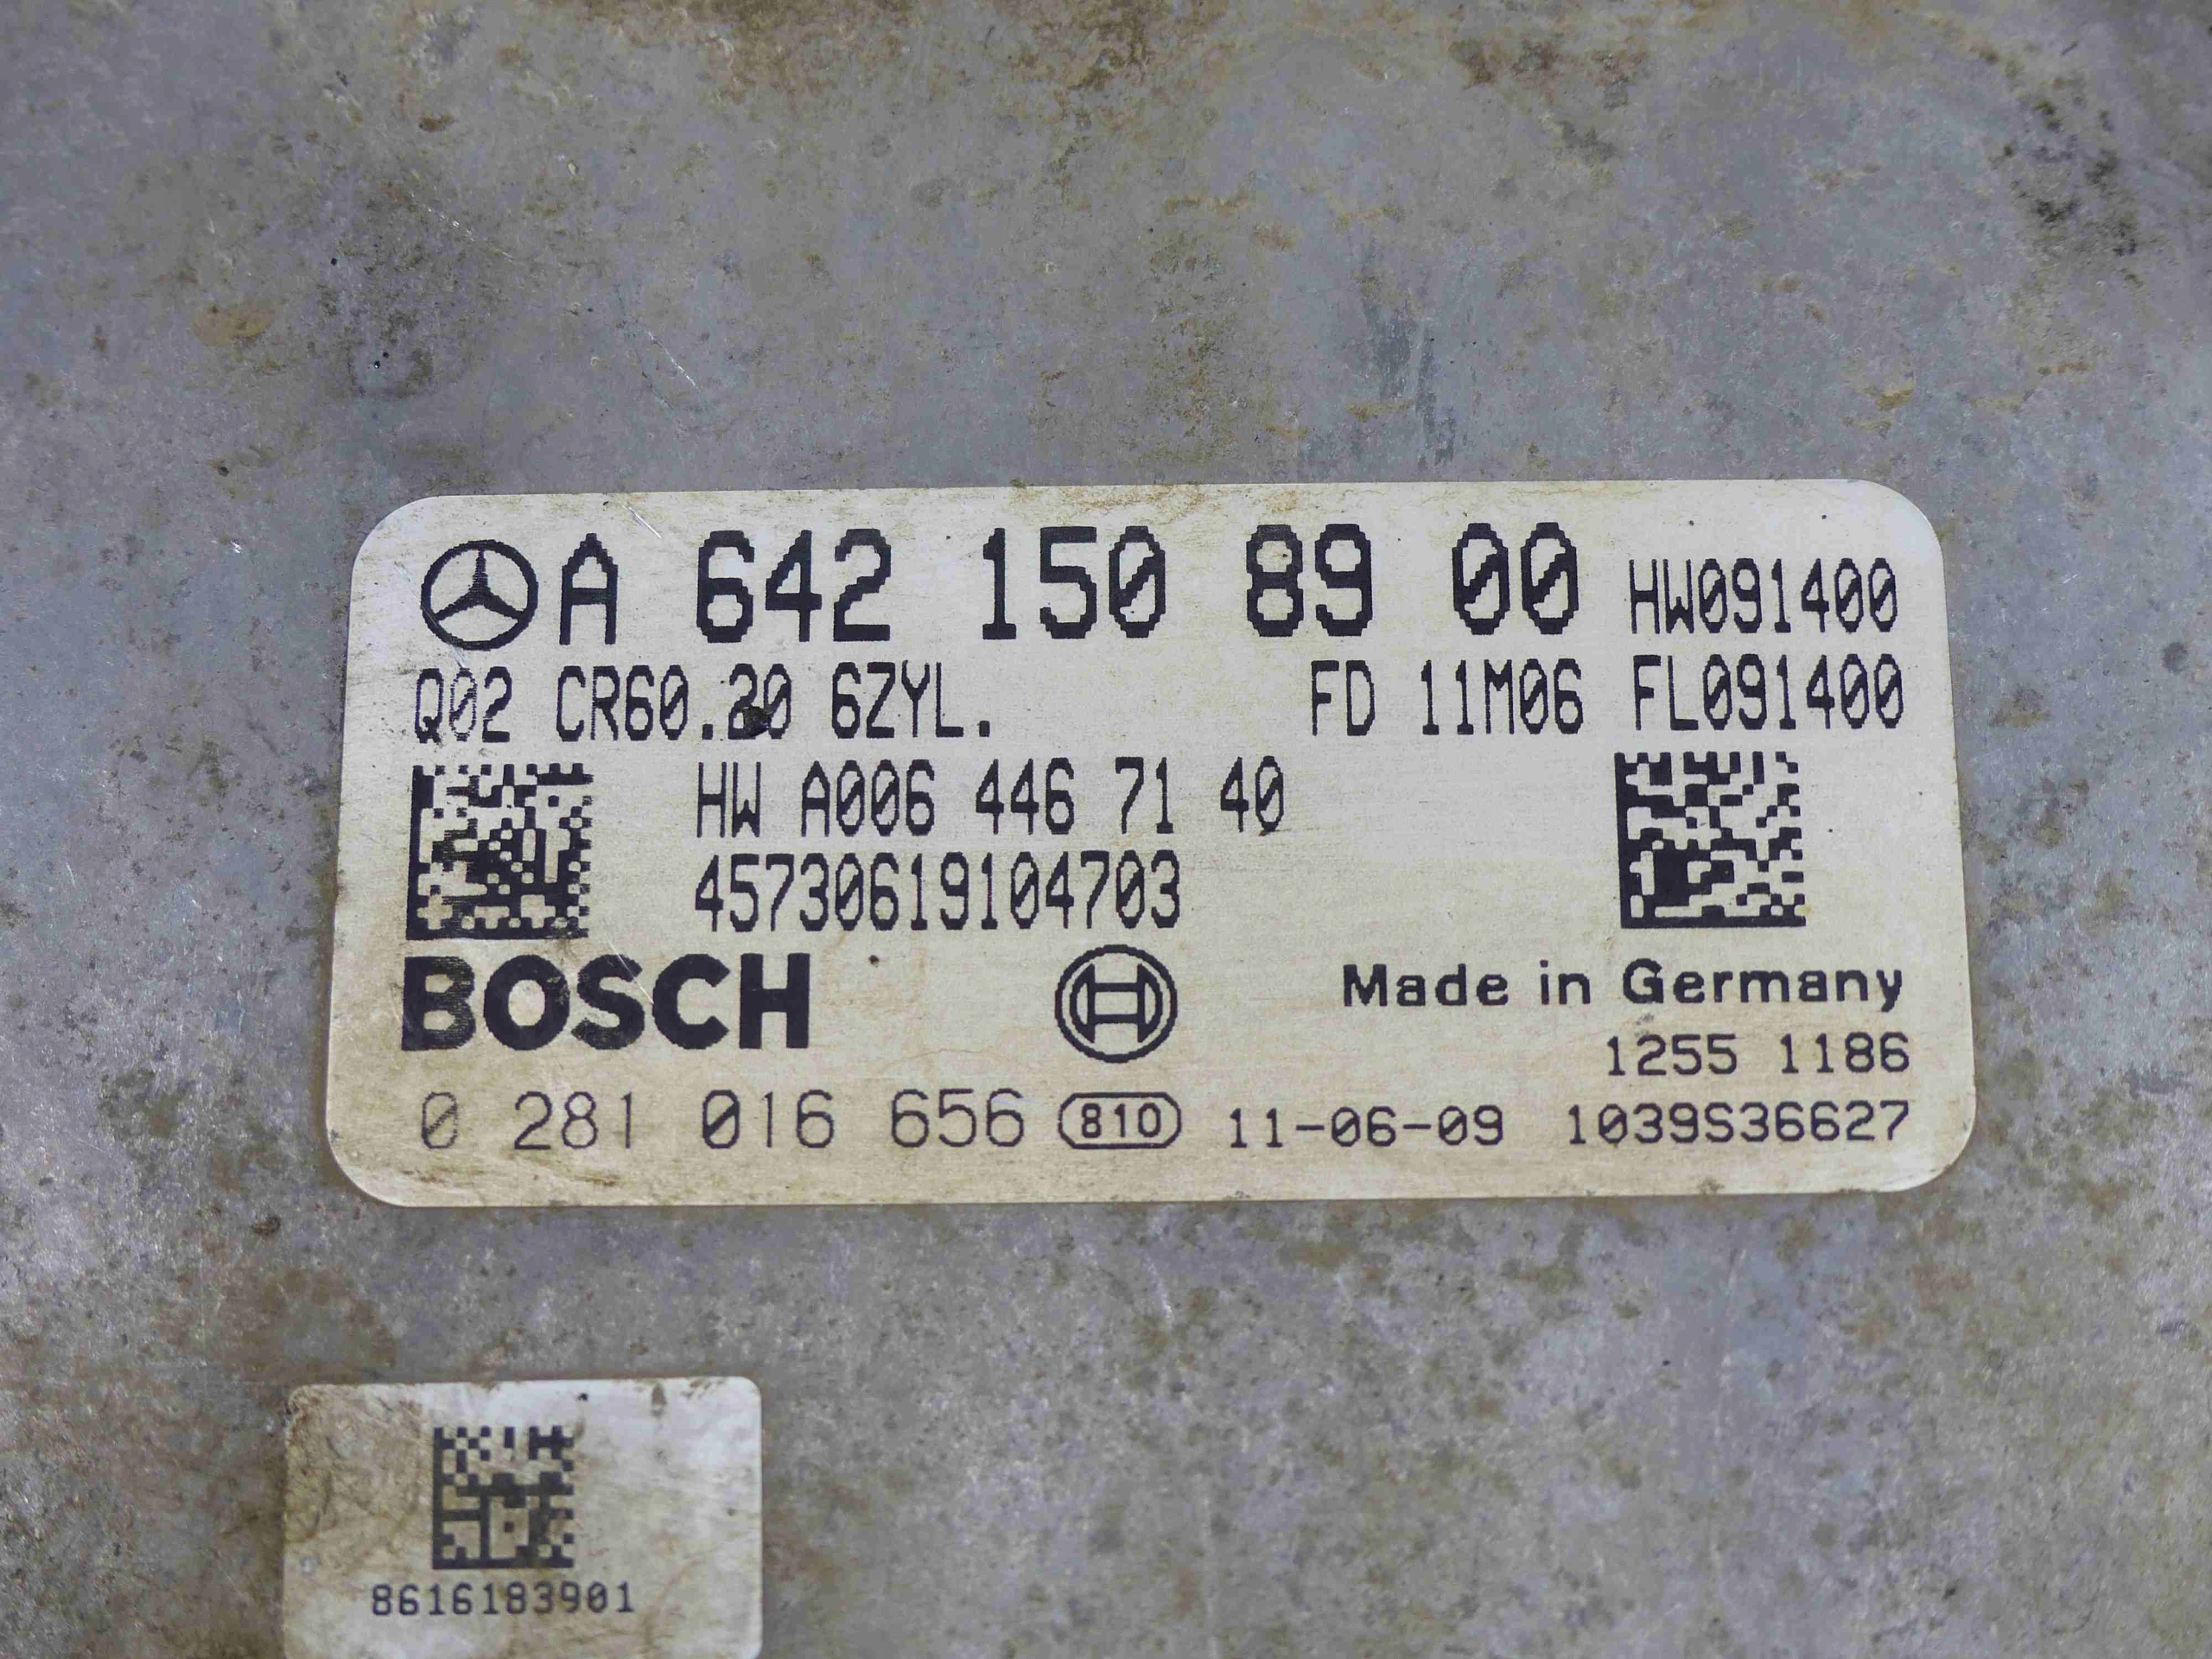 A 642 150 89 00 HW091400
Q02 CR60.20 6ZYL. FD 11M06 FL091400
HW A006 446 71 40
45730619104703
BOSCH Made in Germany
1255 1186
0 281 016 656 810 11-06-09 1039S36627
8616183901